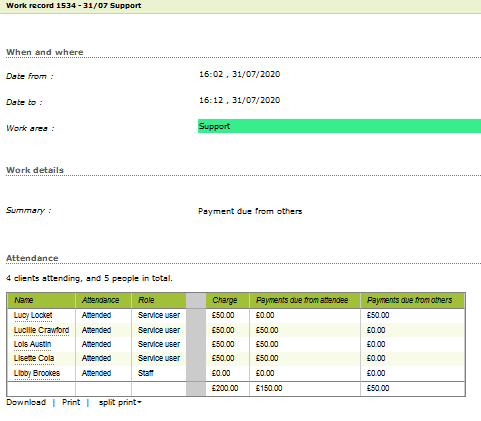 Work record 1534 - 31/07 Support
When and where
Date from : 16:02 , 31/07/2020
Date to : 16:12 , 31/07/2020
Work area : Support
Work details
Summary : Payment due from others
Attendance
4 clients attending, and 5 people in total.
Name Attendance Role Charge Payments due from attendee Payments due from others
Lucy Locket Attended Service user £50.00 £0.00 £50.00
Lucille Crawford Attended Service user £50.00 £50.00 £0.00
Lois Austin Attended Service user £50.00 £50.00 £0.00
Lisette Cola Attended Service user £50.00 £50.00 £0.00
Libby Brookes Attended Staff £0.00 £0.00 £0.00
£200.00 £150.00 £50.00
Download | Print | split print